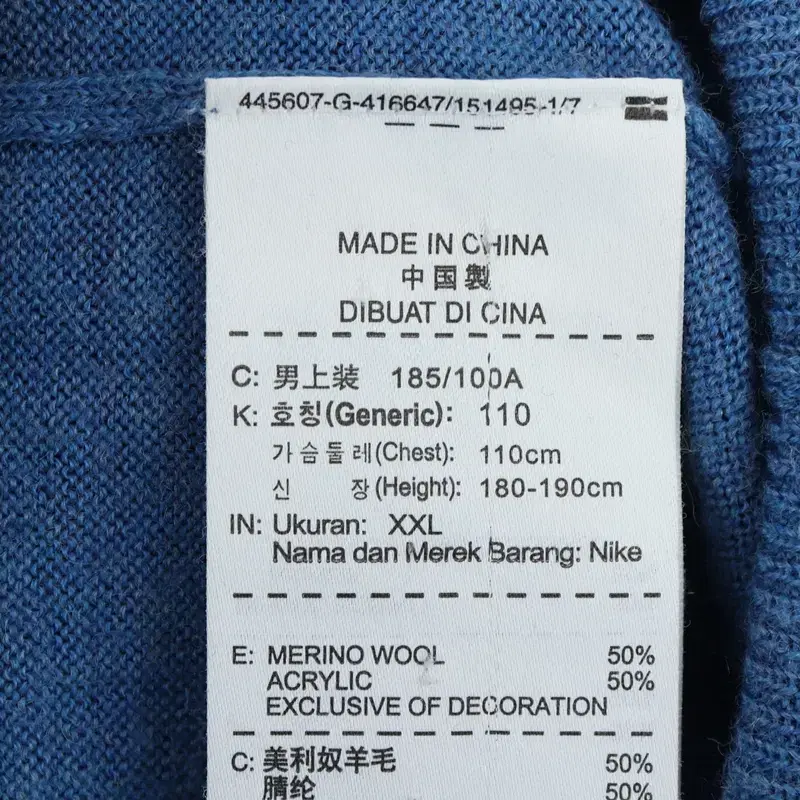 445607-G-416647/151495-1/7
MADE IN CHINA
中国製
DIBUAT DI CINA
C: 男上装 185/100A
K: 호칭(Generic): 110
가슴둘레(Chest): 110cm
신 장(Height): 180-190cm
IN: Ukuran: XXL
Nama dan Merek Barang: Nike
E: MERINO WOOL 50%
ACRYLIC 50%
EXCLUSIVE OF DECORATION
C: 美利奴羊毛 50%
腈纶 50%